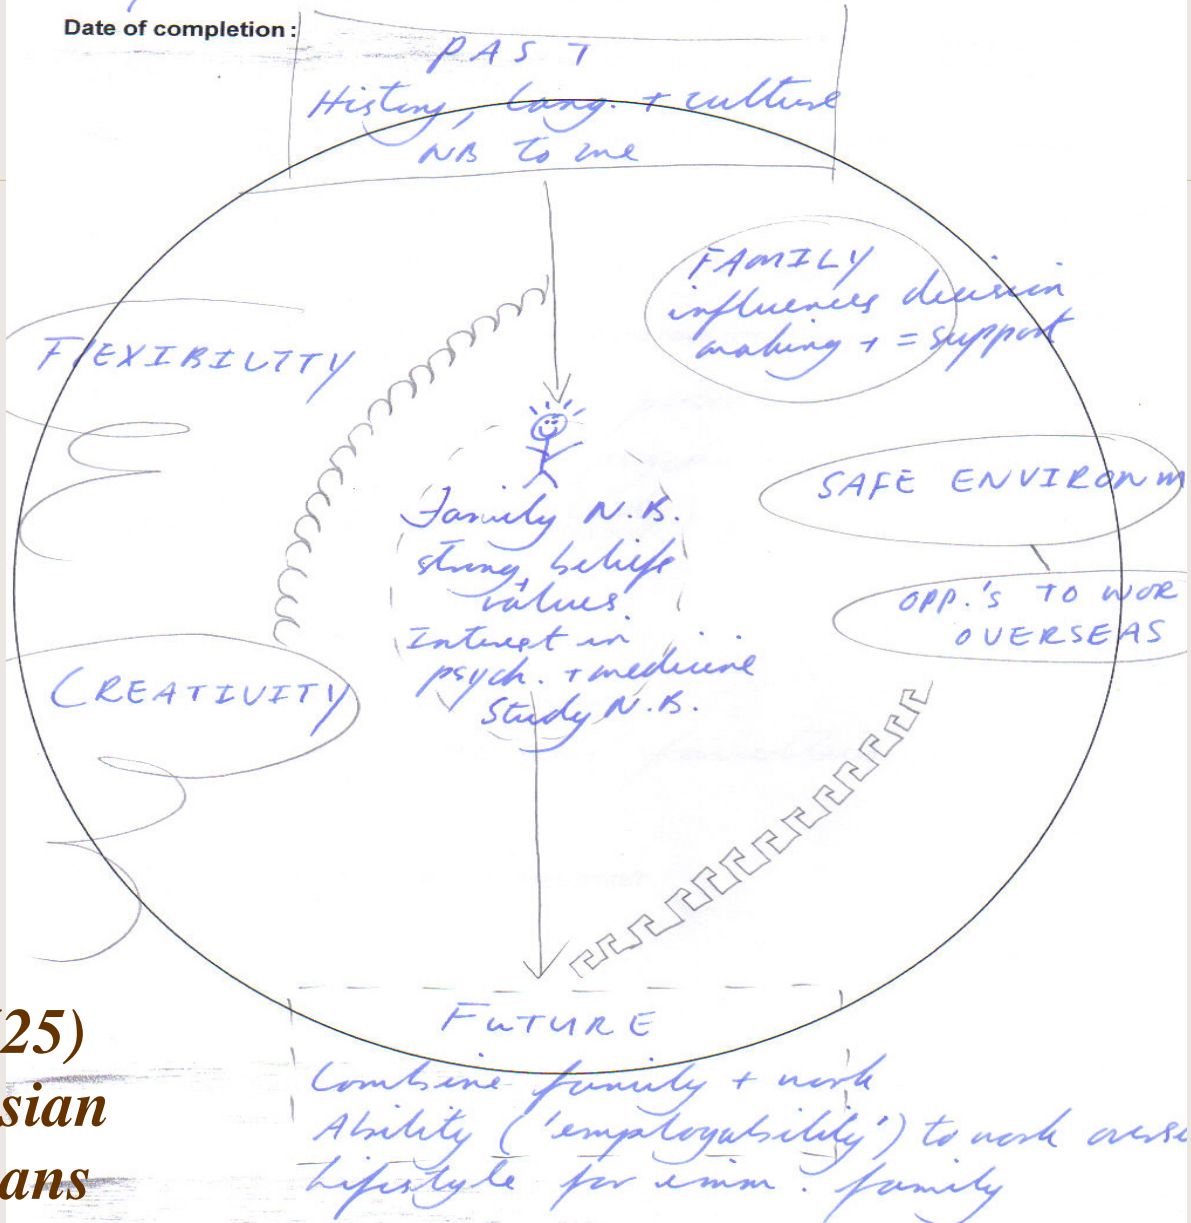 Date of completion :
PAST
History, Lang. + culture
NB to me
FAMILY
influences decision
making + = support
FLEXIBILITY
SAFE ENVIRONM
Family N.B.
strong beliefs
+ values
Interest in
psych. + medicine
Study N.B.
OPP.'S TO WOR
OVERSEAS
CREATIVITY
FUTURE
Combine family + work
Ability ('employability') to work overse
Lifestyle for imm. family
25)
sian
ans